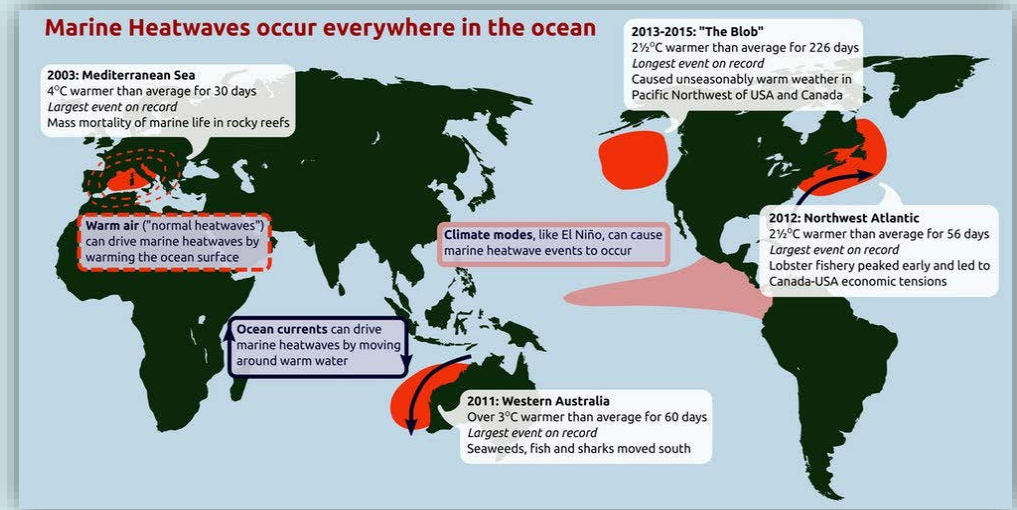 Marine Heatwaves occur everywhere in the ocean
2003: Mediterranean Sea
4°C warmer than average for 30 days
Largest event on record
Mass mortality of marine life in rocky reefs
2013-2015: "The Blob"
2½°C warmer than average for 226 days
Longest event on record
Caused unseasonably warm weather in
Pacific Northwest of USA and Canada
Warm air ("normal heatwaves")
can drive marine heatwaves by
warming the ocean surface
Climate modes, like El Niño, can cause
marine heatwave events to occur
2012: Northwest Atlantic
2½°C warmer than average for 56 days
Largest event on record
Lobster fishery peaked early and led to
Canada-USA economic tensions
Ocean currents can drive
marine heatwaves by moving
around warm water
2011: Western Australia
Over 3°C warmer than average for 60 days
Largest event on record
Seaweeds, fish and sharks moved south